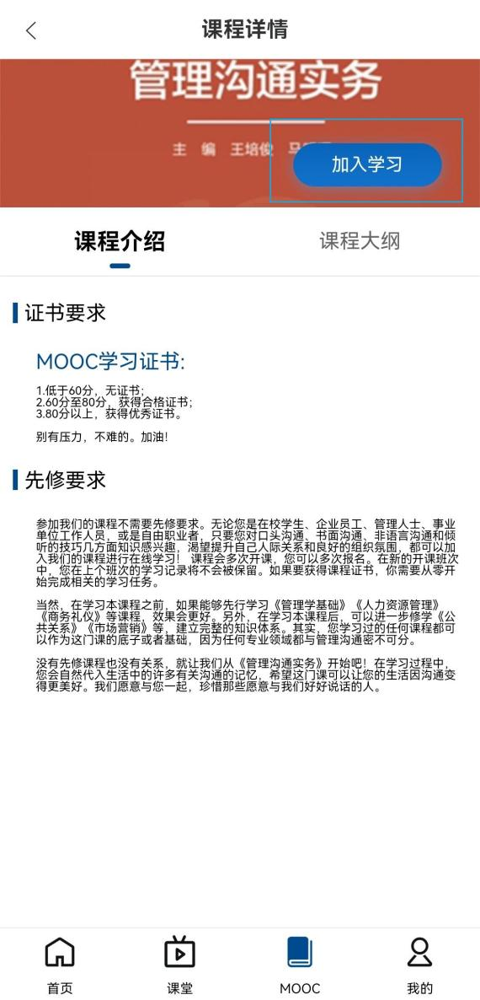 课程详情
管理沟通实务
主 编 王培俊 马
加入学习
课程介绍
课程大纲
证书要求
MOOC学习证书:
1.低于60分，无证书；
2.60分至80分，获得合格证书；
3.80分以上，获得优秀证书。
别有压力，不难的。加油！
先修要求
参加我们的课程不需要先修要求。无论您是在校学生、企业员工、管理人士、事业
单位工作人员，或是自由职业者，只要您对口头沟通、书面沟通、非语言沟通和倾
听的技巧几方面知识感兴趣，渴望提升自己人际关系和良好的组织氛围，都可以加
入我们的课程进行在线学习！ 课程会多次开课，您可以多次报名。在新的开课班次
中，您在上个班次的学习记录将不会被保留。如果要获得课程证书，你需要从零开
始完成相关的学习任务。
当然，在学习本课程之前，如果能够先行学习《管理学基础》《人力资源管理》
《商务礼仪》等课程，效果会更好。另外，在学习本课程后，可以进一步修学《公
共关系》《市场营销》等，建立完整的知识体系。其实，您学习过的任何课程都可
以作为这门课的底子或者基础，因为任何专业领域都与管理沟通密不可分。
没有先修课程也没有关系，就让我们从《管理沟通实务》开始吧！在学习过程中，
您会自然代入生活中的许多有关沟通的记忆，希望这门课可以让您的生活因沟通变
得更美好。我们愿意与您一起，珍惜那些愿意与我们好好说话的人。
首页
课堂
MOOC
我的